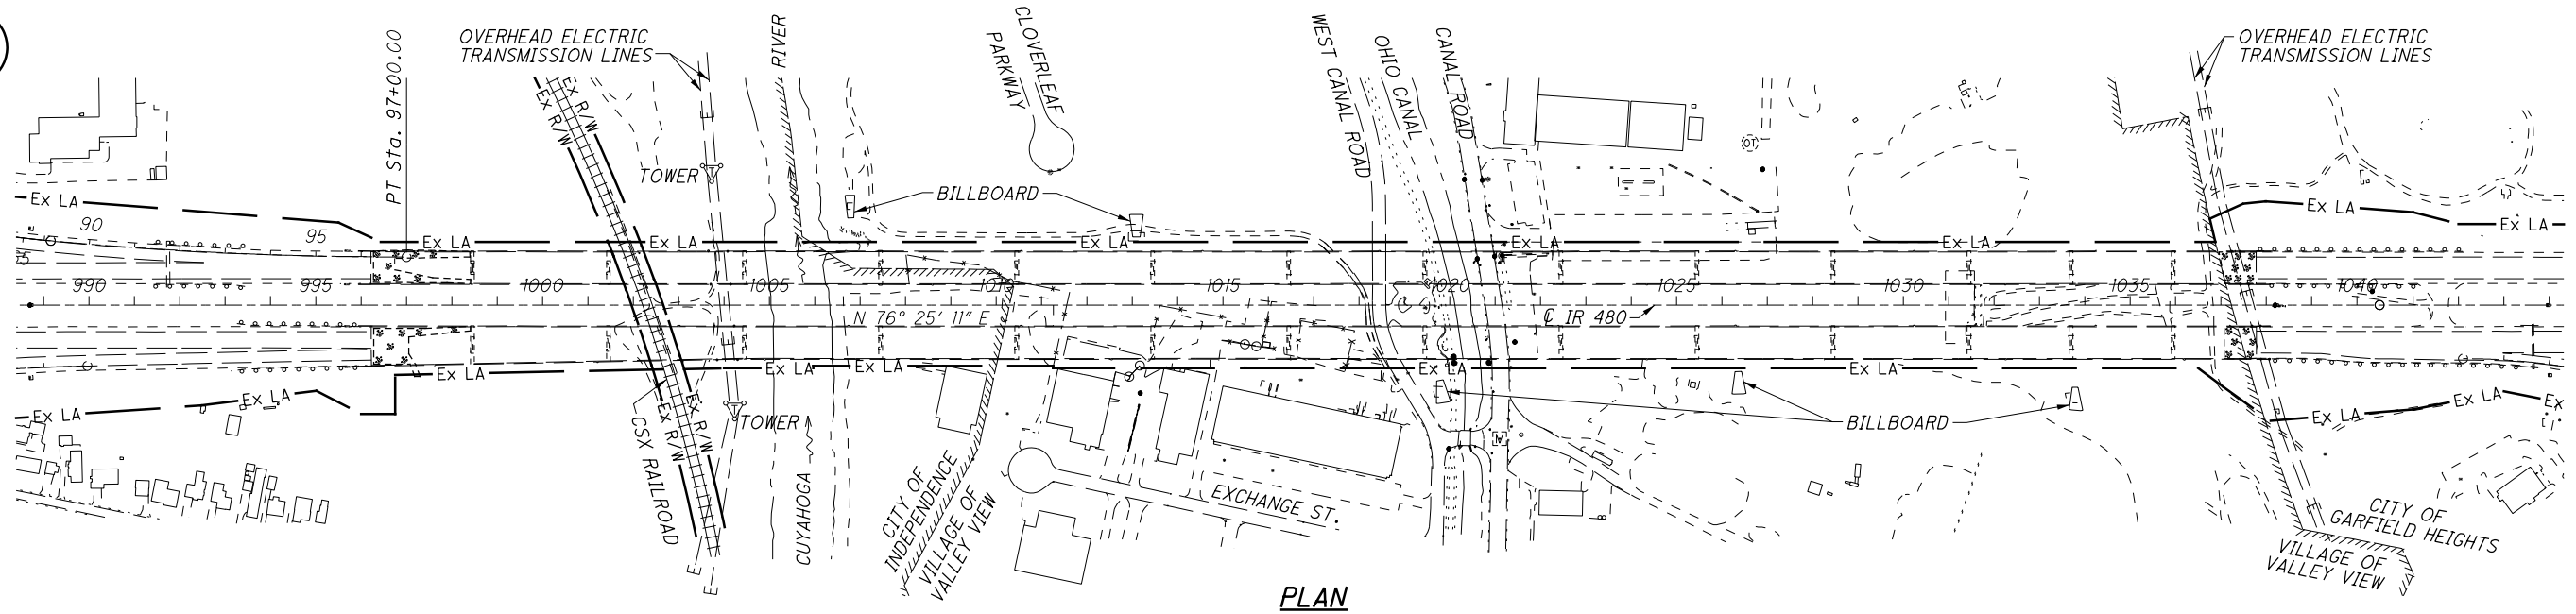 OVERHEAD ELECTRIC
TRANSMISSION LINES
PT Sta. 97+00.00
RIVER
CLOVERLEAF
PARKWAY
WEST CANAL ROAD
OHIO CANAL
CANAL ROAD
OVERHEAD ELECTRIC
TRANSMISSION LINES
Ex R/W
Ex R/W
TOWER
BILLBOARD
OT
Ex LA
Ex LA
Ex LA
Ex LA
Ex LA
Ex LA
Ex LA
Ex LA
Ex LA
90
95
990
995
1000
1005
1010
1015
1020
1025
1030
1035
1040
N 76° 25' 11" E
℄ IR 480
Ex LA
Ex LA
Ex LA
Ex LA
Ex LA
Ex LA
Ex LA
Ex LA
Ex LA
Ex
Ex R/W
Ex R/W
CSX RAILROAD
TOWER
CUYAHOGA
BILLBOARD
CITY OF
INDEPENDENCE
VILLAGE OF
VALLEY VIEW
EXCHANGE ST.
CITY OF
GARFIELD HEIGHTS
VILLAGE OF
VALLEY VIEW
PLAN